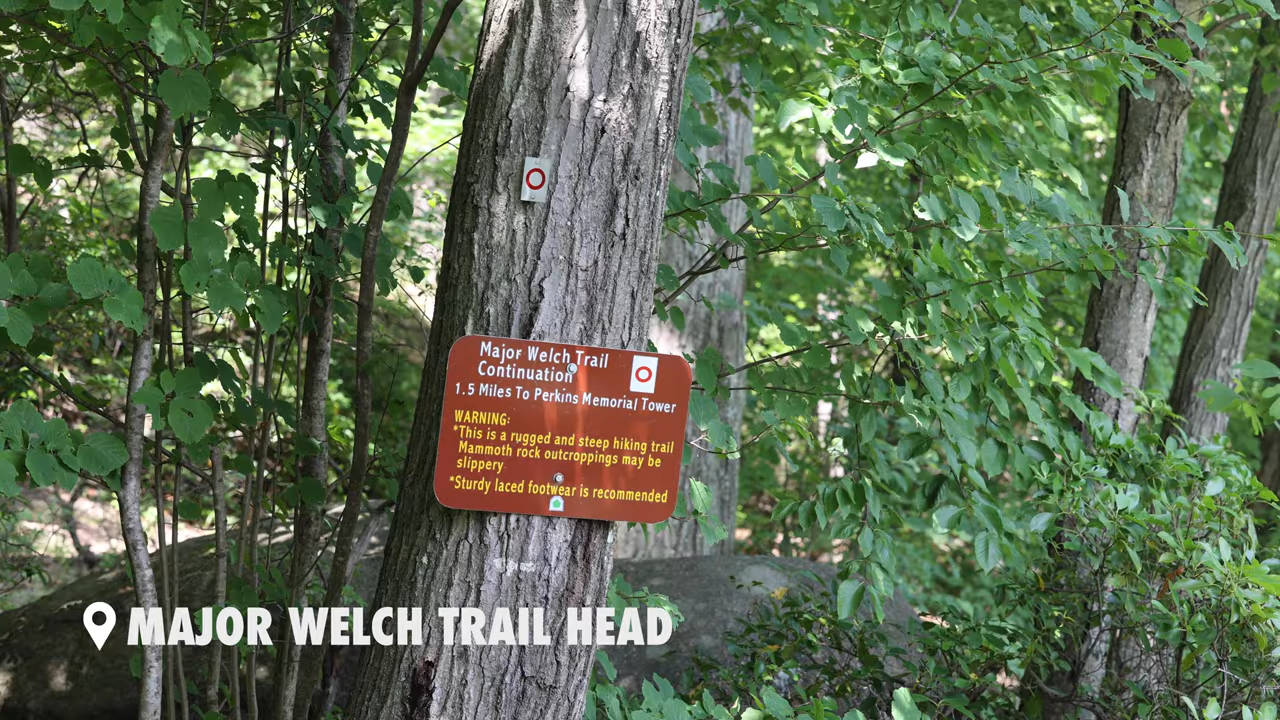 Major Welch Trail
Continuation
1.5 Miles To Perkins Memorial Tower
WARNING:
*This is a rugged and steep hiking trail
Mammoth rock outcroppings may be
slippery
*Sturdy laced footwear is recommended
MAJOR WELCH TRAIL HEAD